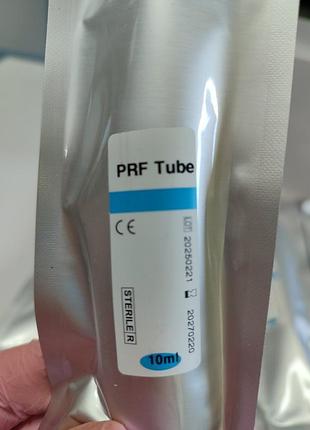 PRF Tube
CE
LOT 20250221
20270220
STERILE R
10ml